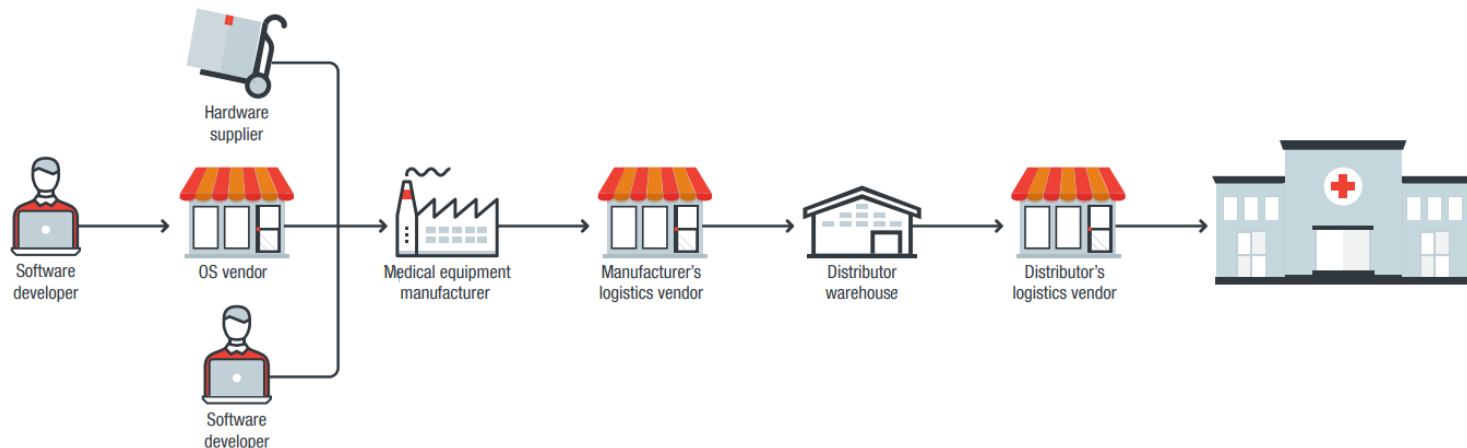 Hardware
supplier
Software
developer
OS vendor
Medical equipment
manufacturer
Manufacturer's
logistics vendor
Distributor
warehouse
Distributor's
logistics vendor
Software
developer